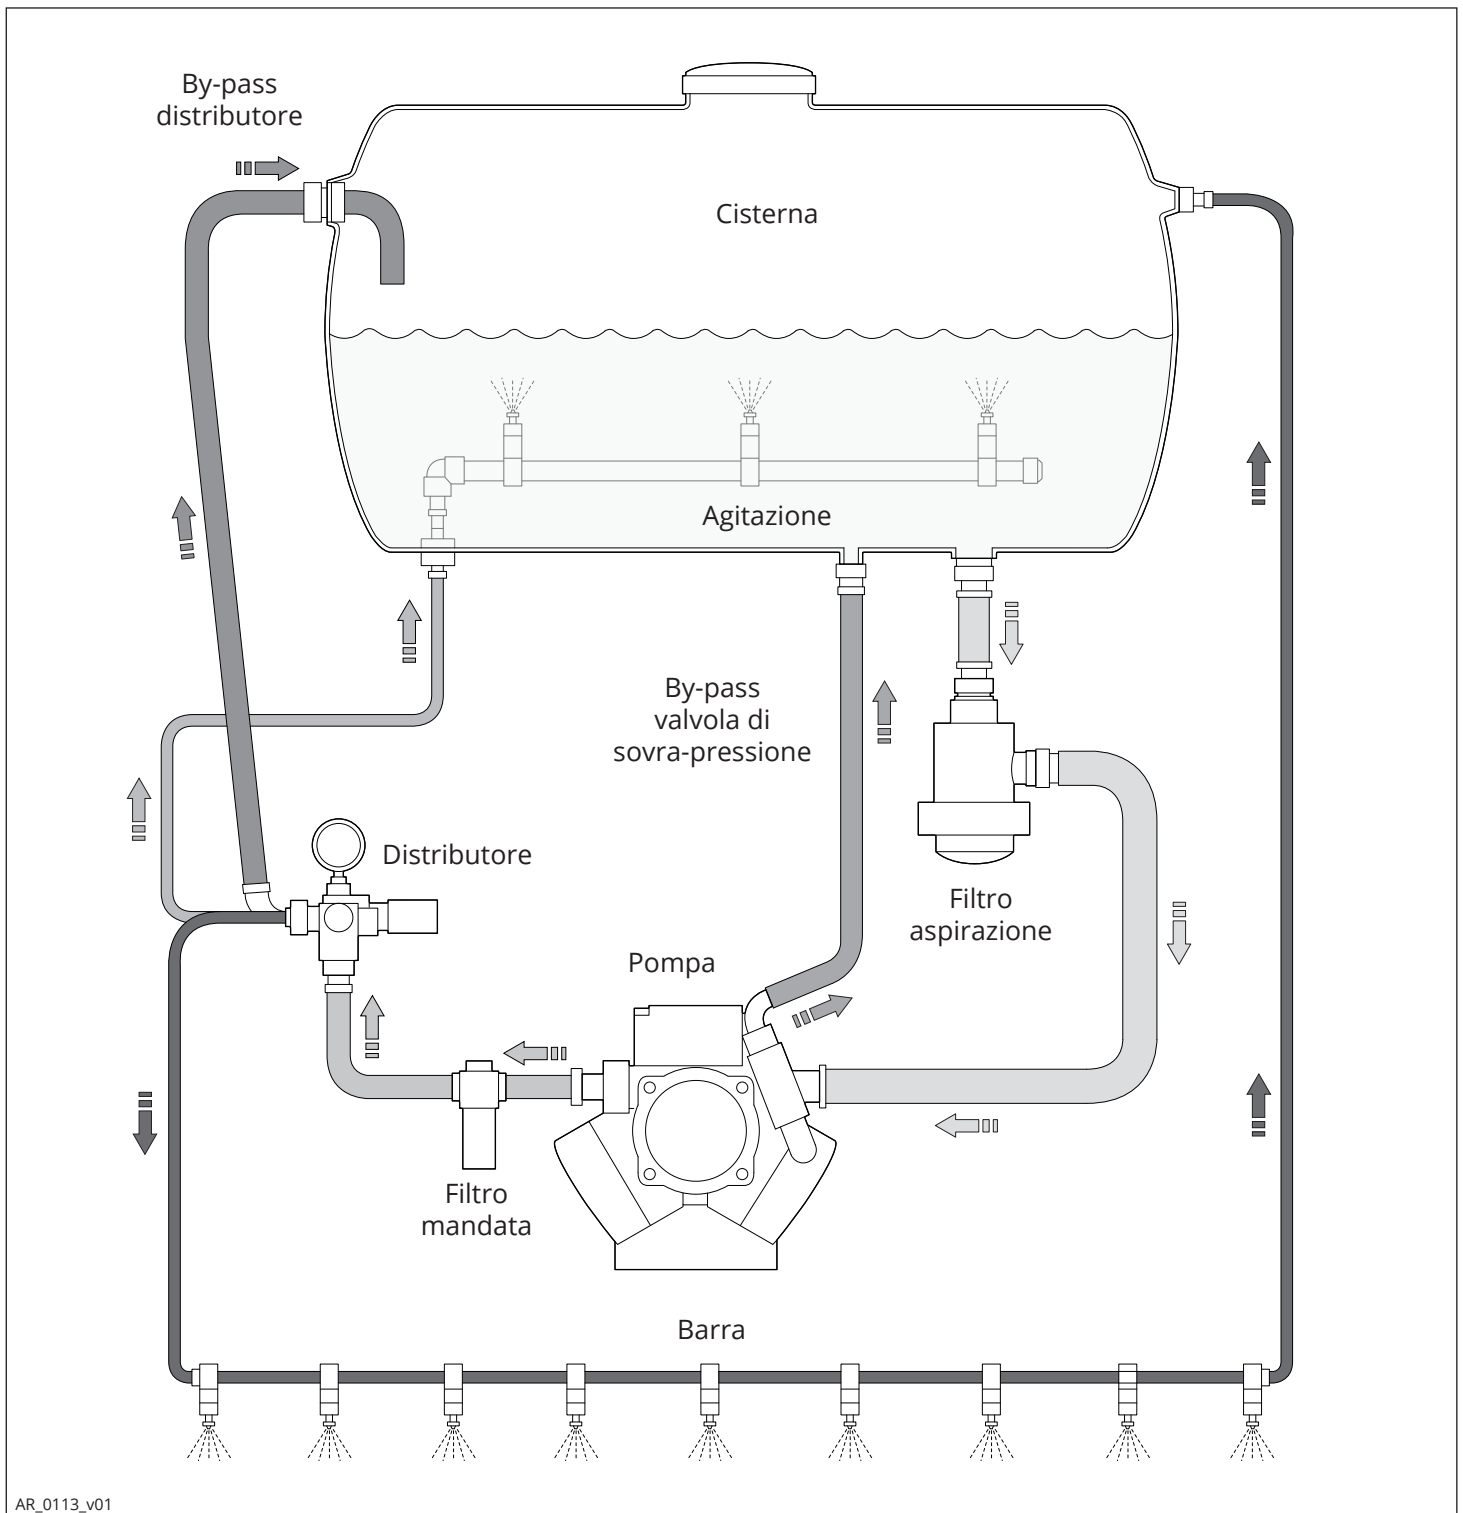 By-pass
distributore
Cisterna
Agitazione
By-pass
valvola di
sovra-pressione
Distributore
Filtro
aspirazione
Pompa
Filtro
mandata
Barra
AR_0113_v01